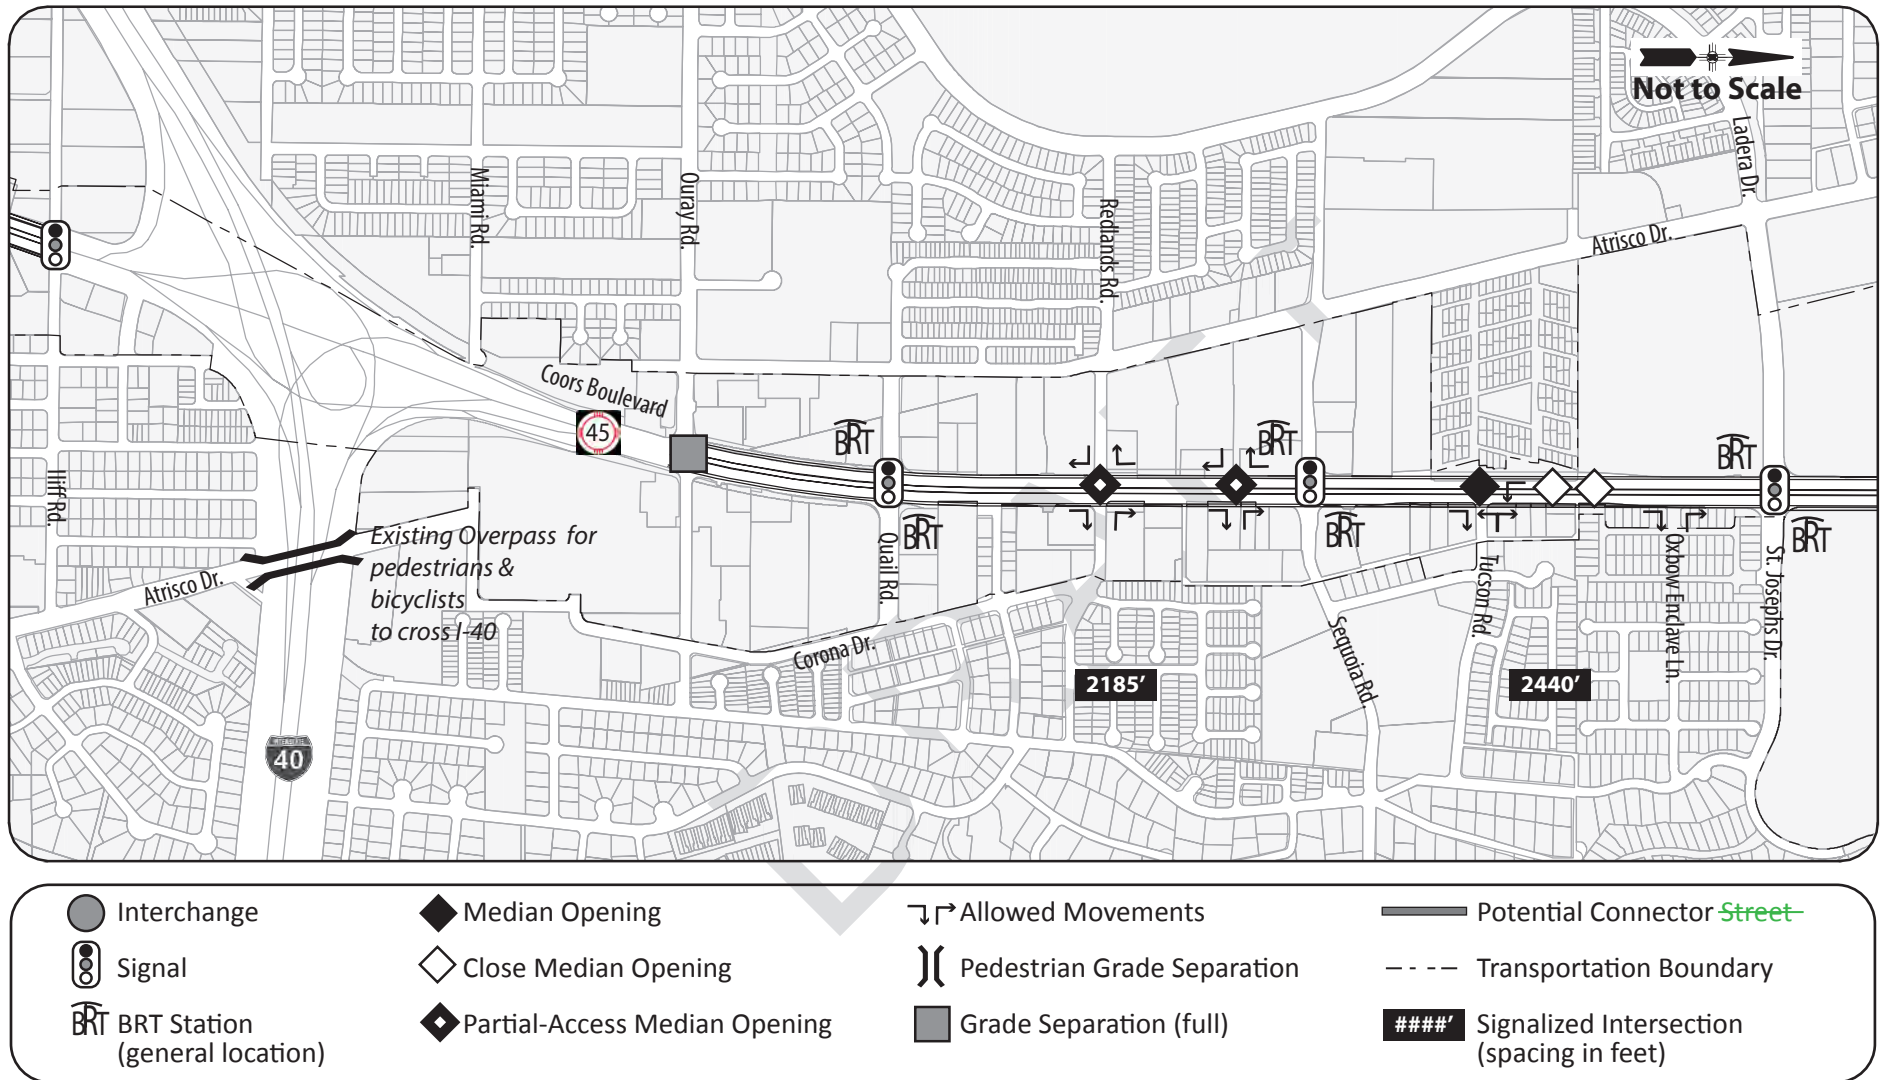 Not to Scale
Ladera Dr.
Miami Rd.
Ouray Rd.
Redlands Rd.
Atrisco Dr.
Coors Boulevard
45
BRT
BRT
BRT
Iliff Rd.
Existing Overpass for
pedestrians &
bicyclists
to cross I-40
Atrisco Dr.
BRT
BRT
BRT
Quail Rd.
Tucson Rd.
Oxbow Enclave Ln.
St. Josephs Dr.
Corona Dr.
Sequoia Rd.
2185’
2440’
INTERSTATE
40
DRAFT
Interchange
Median Opening
Allowed Movements
Potential Connector Street
Signal
Close Median Opening
Pedestrian Grade Separation
Transportation Boundary
BRT BRT Station
(general location)
Partial-Access Median Opening
Grade Separation (full)
####’ Signalized Intersection
(spacing in feet)